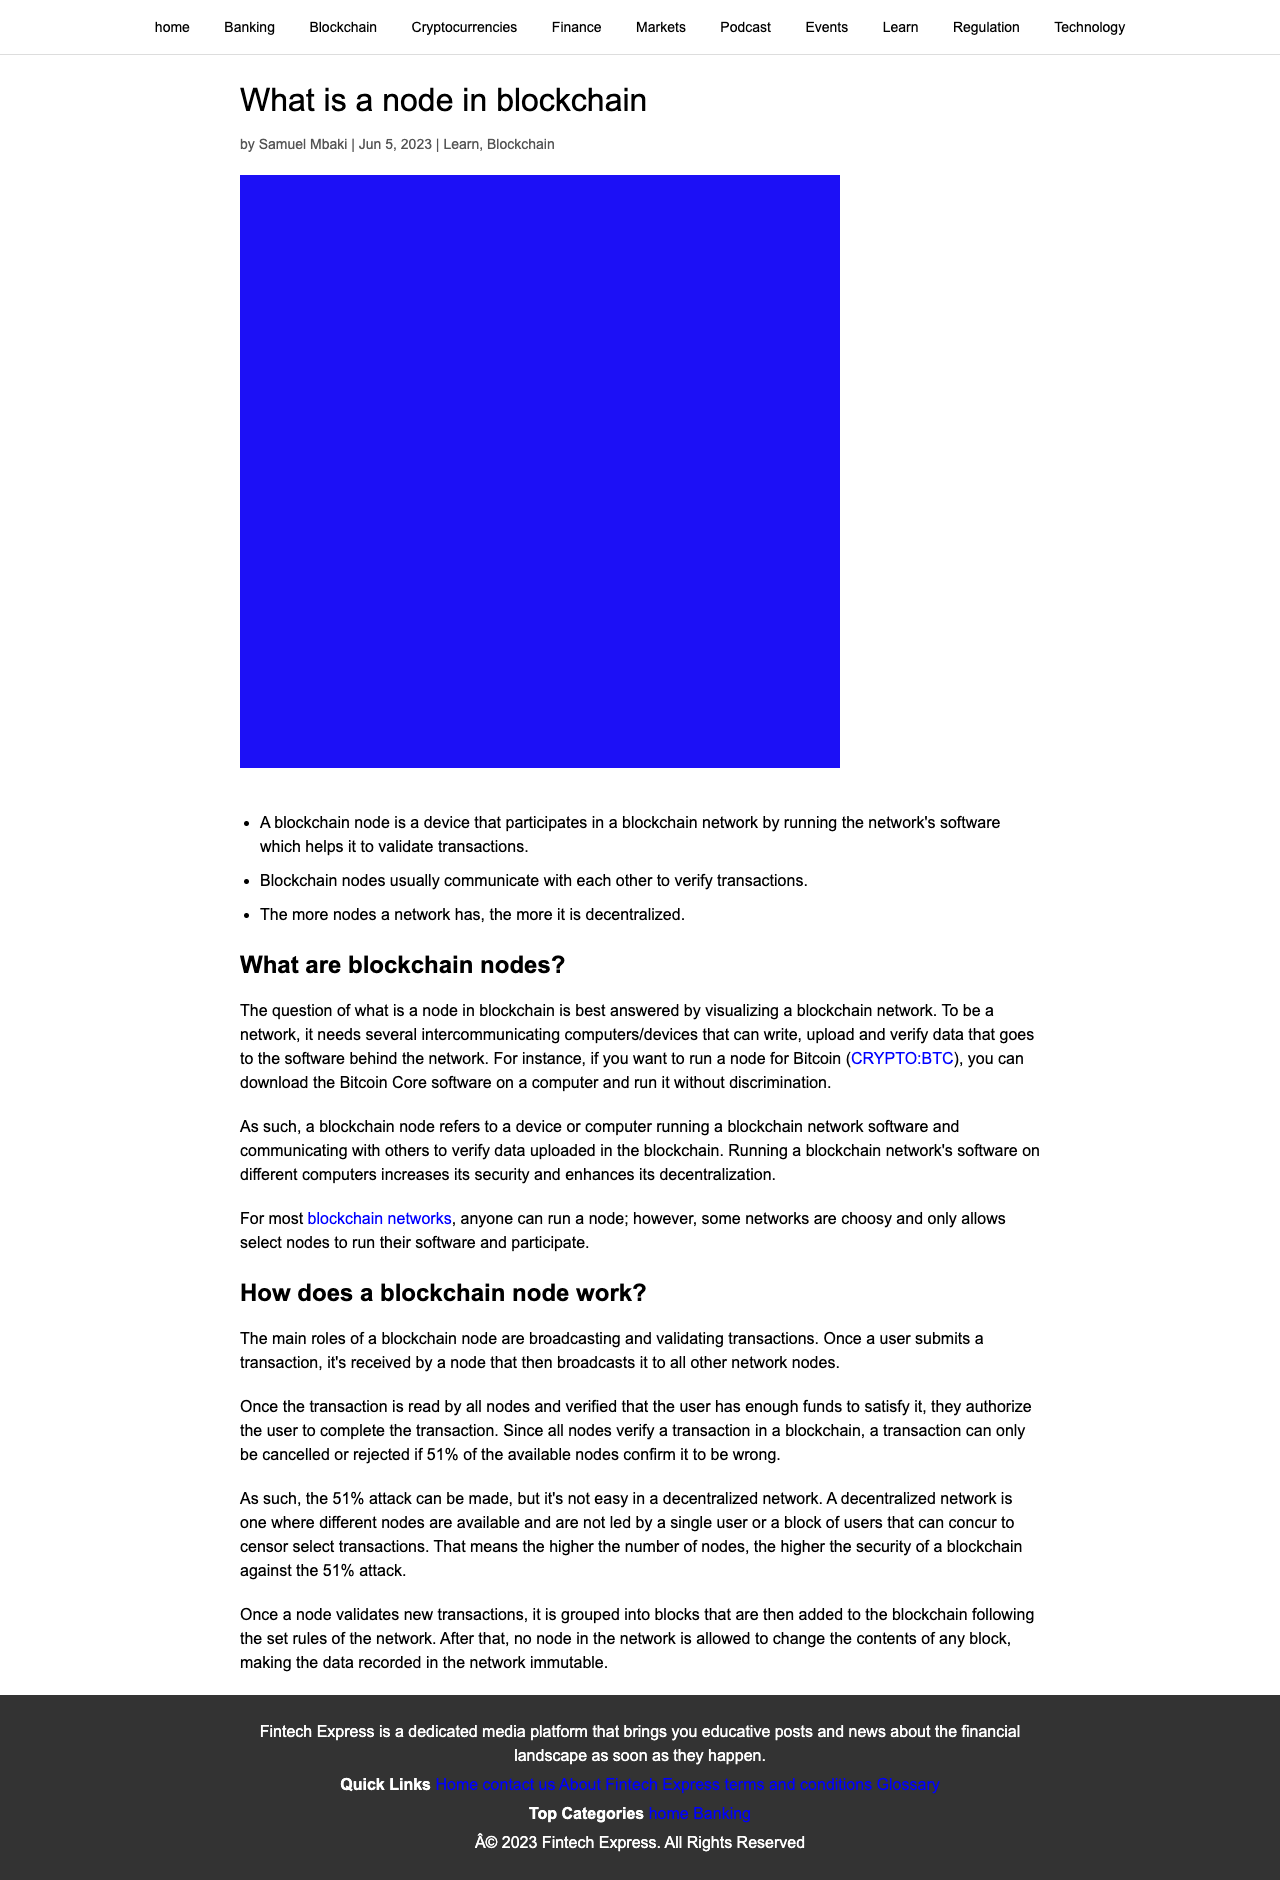 home Banking Blockchain Cryptocurrencies Finance Markets Podcast Events Learn Regulation Technology
What is a node in blockchain
by Samuel Mbaki | Jun 5, 2023 | Learn, Blockchain
• A blockchain node is a device that participates in a blockchain network by running the network's software
which helps it to validate transactions.
• Blockchain nodes usually communicate with each other to verify transactions.
• The more nodes a network has, the more it is decentralized.
What are blockchain nodes?
The question of what is a node in blockchain is best answered by visualizing a blockchain network. To be a
network, it needs several intercommunicating computers/devices that can write, upload and verify data that goes
to the software behind the network. For instance, if you want to run a node for Bitcoin (CRYPTO:BTC), you can
download the Bitcoin Core software on a computer and run it without discrimination.
As such, a blockchain node refers to a device or computer running a blockchain network software and
communicating with others to verify data uploaded in the blockchain. Running a blockchain network's software on
different computers increases its security and enhances its decentralization.
For most blockchain networks, anyone can run a node; however, some networks are choosy and only allows
select nodes to run their software and participate.
How does a blockchain node work?
The main roles of a blockchain node are broadcasting and validating transactions. Once a user submits a
transaction, it's received by a node that then broadcasts it to all other network nodes.
Once the transaction is read by all nodes and verified that the user has enough funds to satisfy it, they authorize
the user to complete the transaction. Since all nodes verify a transaction in a blockchain, a transaction can only
be cancelled or rejected if 51% of the available nodes confirm it to be wrong.
As such, the 51% attack can be made, but it's not easy in a decentralized network. A decentralized network is
one where different nodes are available and are not led by a single user or a block of users that can concur to
censor select transactions. That means the higher the number of nodes, the higher the security of a blockchain
against the 51% attack.
Once a node validates new transactions, it is grouped into blocks that are then added to the blockchain following
the set rules of the network. After that, no node in the network is allowed to change the contents of any block,
making the data recorded in the network immutable.
Fintech Express is a dedicated media platform that brings you educative posts and news about the financial
landscape as soon as they happen.
Quick Links Home contact us About Fintech Express terms and conditions Glossary
Top Categories home Banking
Â© 2023 Fintech Express. All Rights Reserved